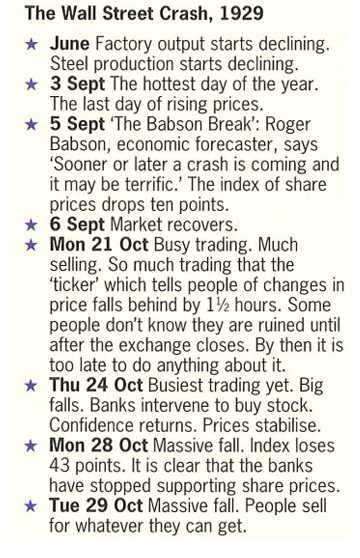 The Wall Street Crash, 1929
★ June Factory output starts declining.
Steel production starts declining.
★ 3 Sept The hottest day of the year.
The last day of rising prices.
★ 5 Sept ‘The Babson Break’: Roger
Babson, economic forecaster, says
‘Sooner or later a crash is coming and
it may be terrific.’ The index of share
prices drops ten points.
★ 6 Sept Market recovers.
★ Mon 21 Oct Busy trading. Much
selling. So much trading that the
‘ticker’ which tells people of changes in
price falls behind by 1½ hours. Some
people don’t know they are ruined until
after the exchange closes. By then it is
too late to do anything about it.
★ Thu 24 Oct Busiest trading yet. Big
falls. Banks intervene to buy stock.
Confidence returns. Prices stabilise.
★ Mon 28 Oct Massive fall. Index loses
43 points. It is clear that the banks
have stopped supporting share prices.
★ Tue 29 Oct Massive fall. People sell
for whatever they can get.